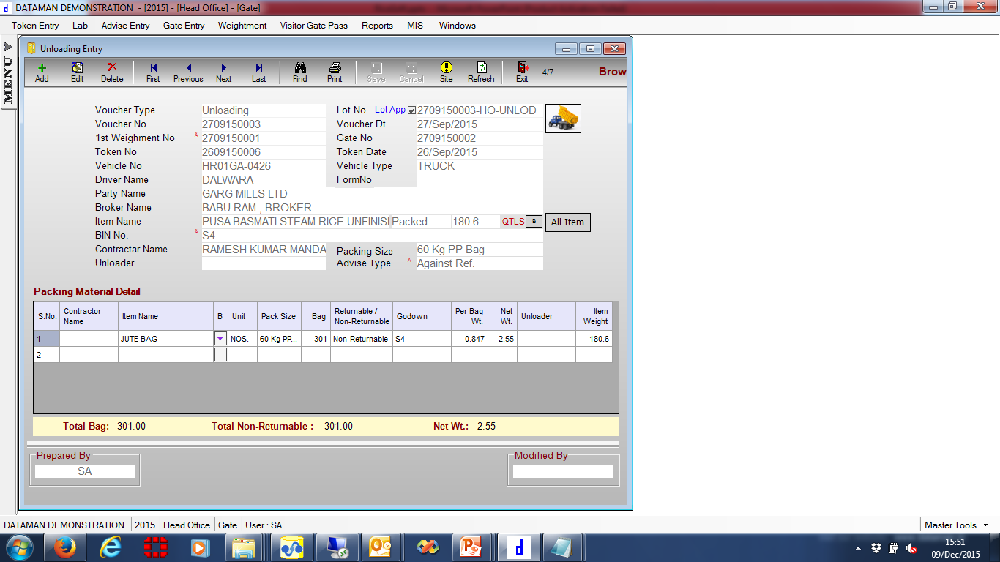 DATAMAN DEMONSTRATION - [2015] - [Head Office] - [Gate]
Token Entry Lab Advise Entry Gate Entry Weightment Visitor Gate Pass Reports MIS Windows
MENU
Unloading Entry
Add Edit Delete First Previous Next Last Find Print Save Cancel Site Refresh Exit 4/7 Brow
Voucher Type Unloading Lot No. Lot App 2709150003-HO-UNLOD
Voucher No. 2709150003 Voucher Dt 27/Sep/2015
1st Weighment No 2709150001 Gate No 2709150002
Token No 2609150006 Token Date 26/Sep/2015
Vehicle No HR01GA-0426 Vehicle Type TRUCK
Driver Name DALWARA FormNo
Party Name GARG MILLS LTD
Broker Name BABU RAM , BROKER
Item Name PUSA BASMATI STEAM RICE UNFINISI Packed 180.6 QTLS B All Item
BIN No. S4
Contractar Name RAMESH KUMAR MANDA Packing Size 60 Kg PP Bag
Unloader Advise Type Against Ref.
Packing Material Detail
S.No. Contractor Name Item Name B Unit Pack Size Bag Returnable / Non-Returnable Godown Per Bag Wt. Net Wt. Unloader Item Weight
1 JUTE BAG NOS. 60 Kg PP... 301 Non-Returnable S4 0.847 2.55 180.6
2
Total Bag: 301.00 Total Non-Returnable : 301.00 Net Wt.: 2.55
Prepared By Modified By
SA
DATAMAN DEMONSTRATION 2015 Head Office Gate User : SA Master Tools
15:51
09/Dec/2015